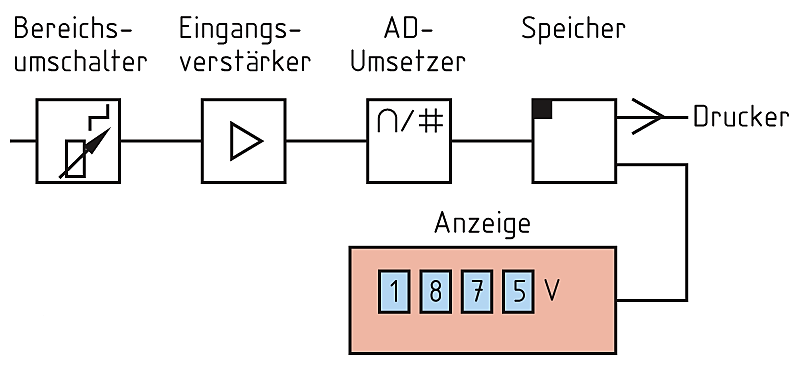 Bereichs-
umschalter
Eingangs-
verstärker
AD-
Umsetzer
Speicher
∩/#
Drucker
Anzeige
1 8 7 5 V